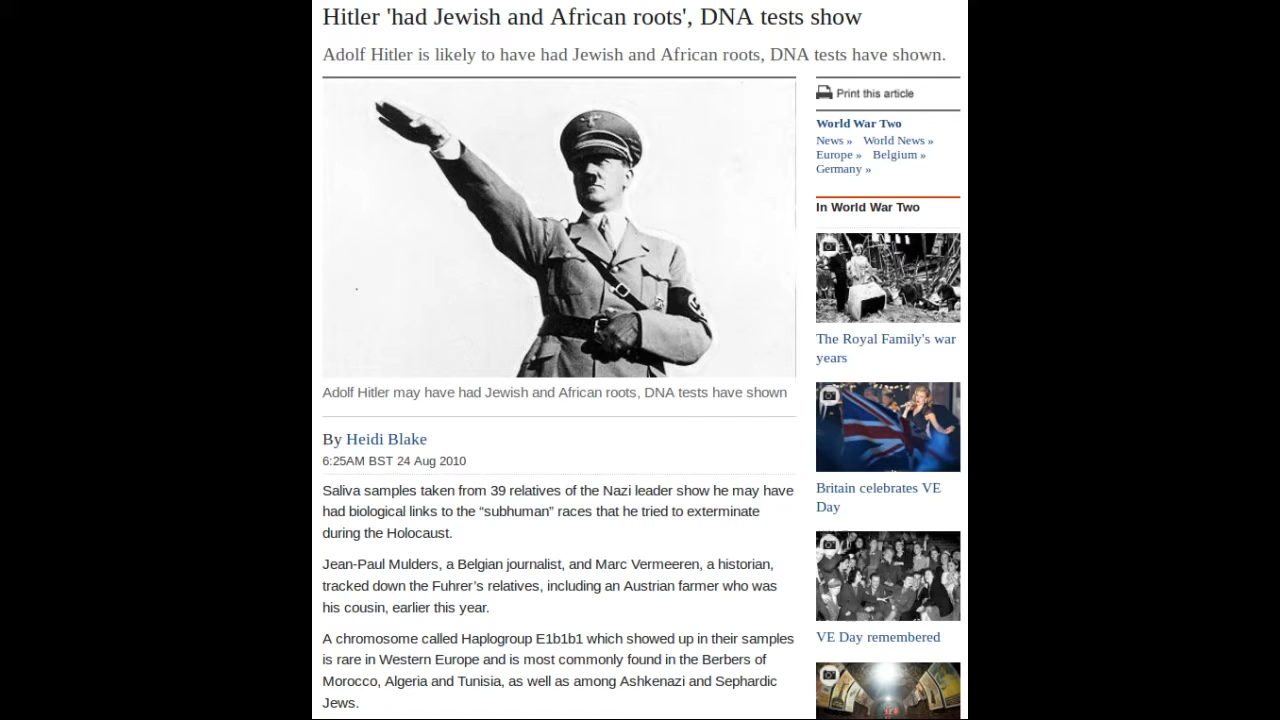 Hitler 'had Jewish and African roots', DNA tests show
Adolf Hitler is likely to have had Jewish and African roots, DNA tests have shown.
Adolf Hitler may have had Jewish and African roots, DNA tests have shown
By Heidi Blake
6:25AM BST 24 Aug 2010
Saliva samples taken from 39 relatives of the Nazi leader show he may have
had biological links to the “subhuman” races that he tried to exterminate
during the Holocaust.
Jean-Paul Mulders, a Belgian journalist, and Marc Vermeeren, a historian,
tracked down the Fuhrer’s relatives, including an Austrian farmer who was
his cousin, earlier this year.
A chromosome called Haplogroup E1b1b1 which showed up in their samples
is rare in Western Europe and is most commonly found in the Berbers of
Morocco, Algeria and Tunisia, as well as among Ashkenazi and Sephardic
Jews.
Print this article
World War Two
News » World News »
Europe » Belgium »
Germany »
In World War Two
The Royal Family's war
years
Britain celebrates VE
Day
VE Day remembered